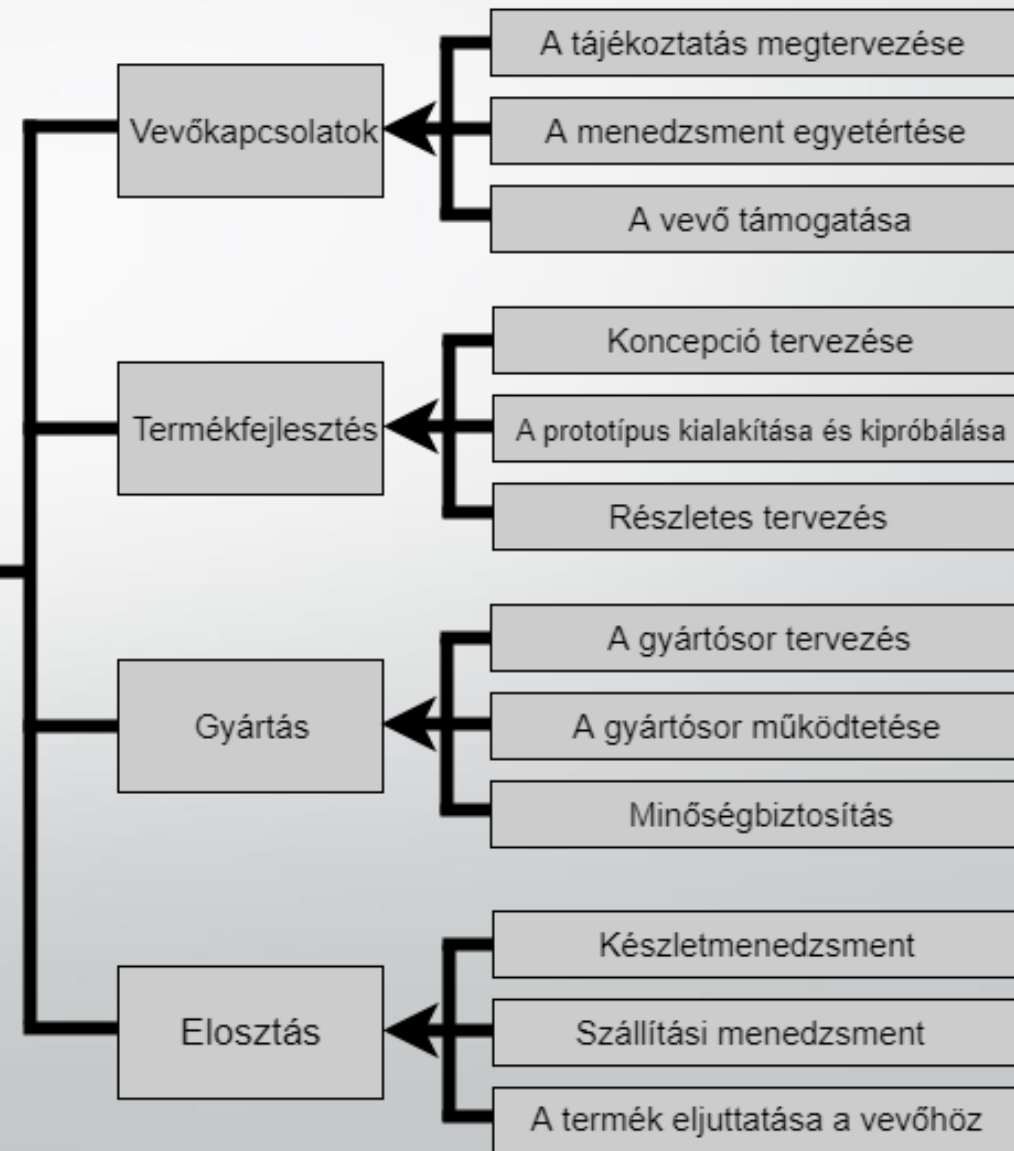 A tájékoztatás megtervezése
Vevőkapcsolatok
A menedzsment egyetértése
A vevő támogatása
Koncepció tervezése
Termékfejlesztés
A prototípus kialakítása és kipróbálása
Részletes tervezés
A gyártósor tervezés
Gyártás
A gyártósor működtetése
Minőségbiztosítás
Készletmenedzsment
Elosztás
Szállítási menedzsment
A termék eljuttatása a vevőhöz